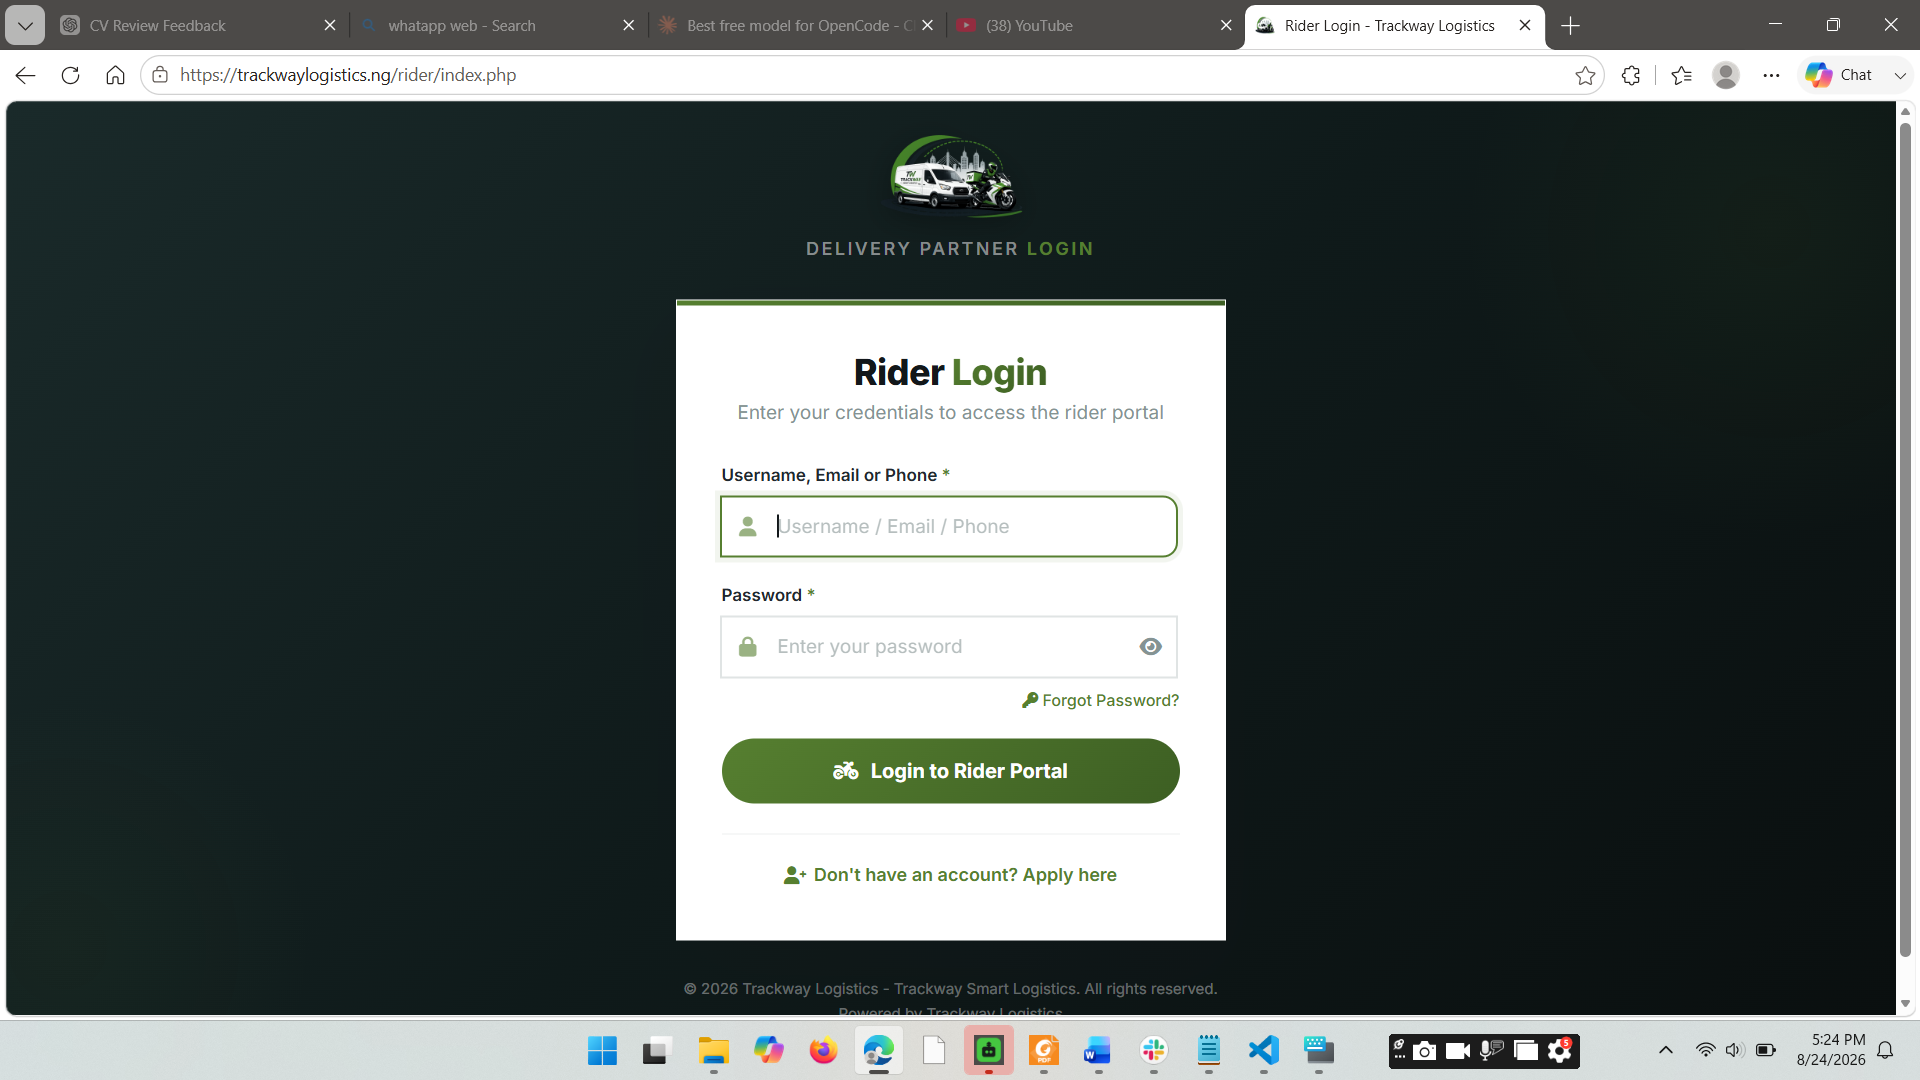 CV Review Feedback
whatapp web - Search
Best free model for OpenCode - C
(38) YouTube
Rider Login - Trackway Logistics
https://trackwaylogistics.ng/rider/index.php
Chat
TW
TRACKWAY
DELIVERY PARTNER LOGIN
Rider Login
Enter your credentials to access the rider portal
Username, Email or Phone *
Username / Email / Phone
Password *
Enter your password
Forgot Password?
Login to Rider Portal
Don't have an account? Apply here
© 2026 Trackway Logistics - Trackway Smart Logistics. All rights reserved.
Powered by Trackway Logistics
PDF
W
5
5:24 PM
8/24/2026